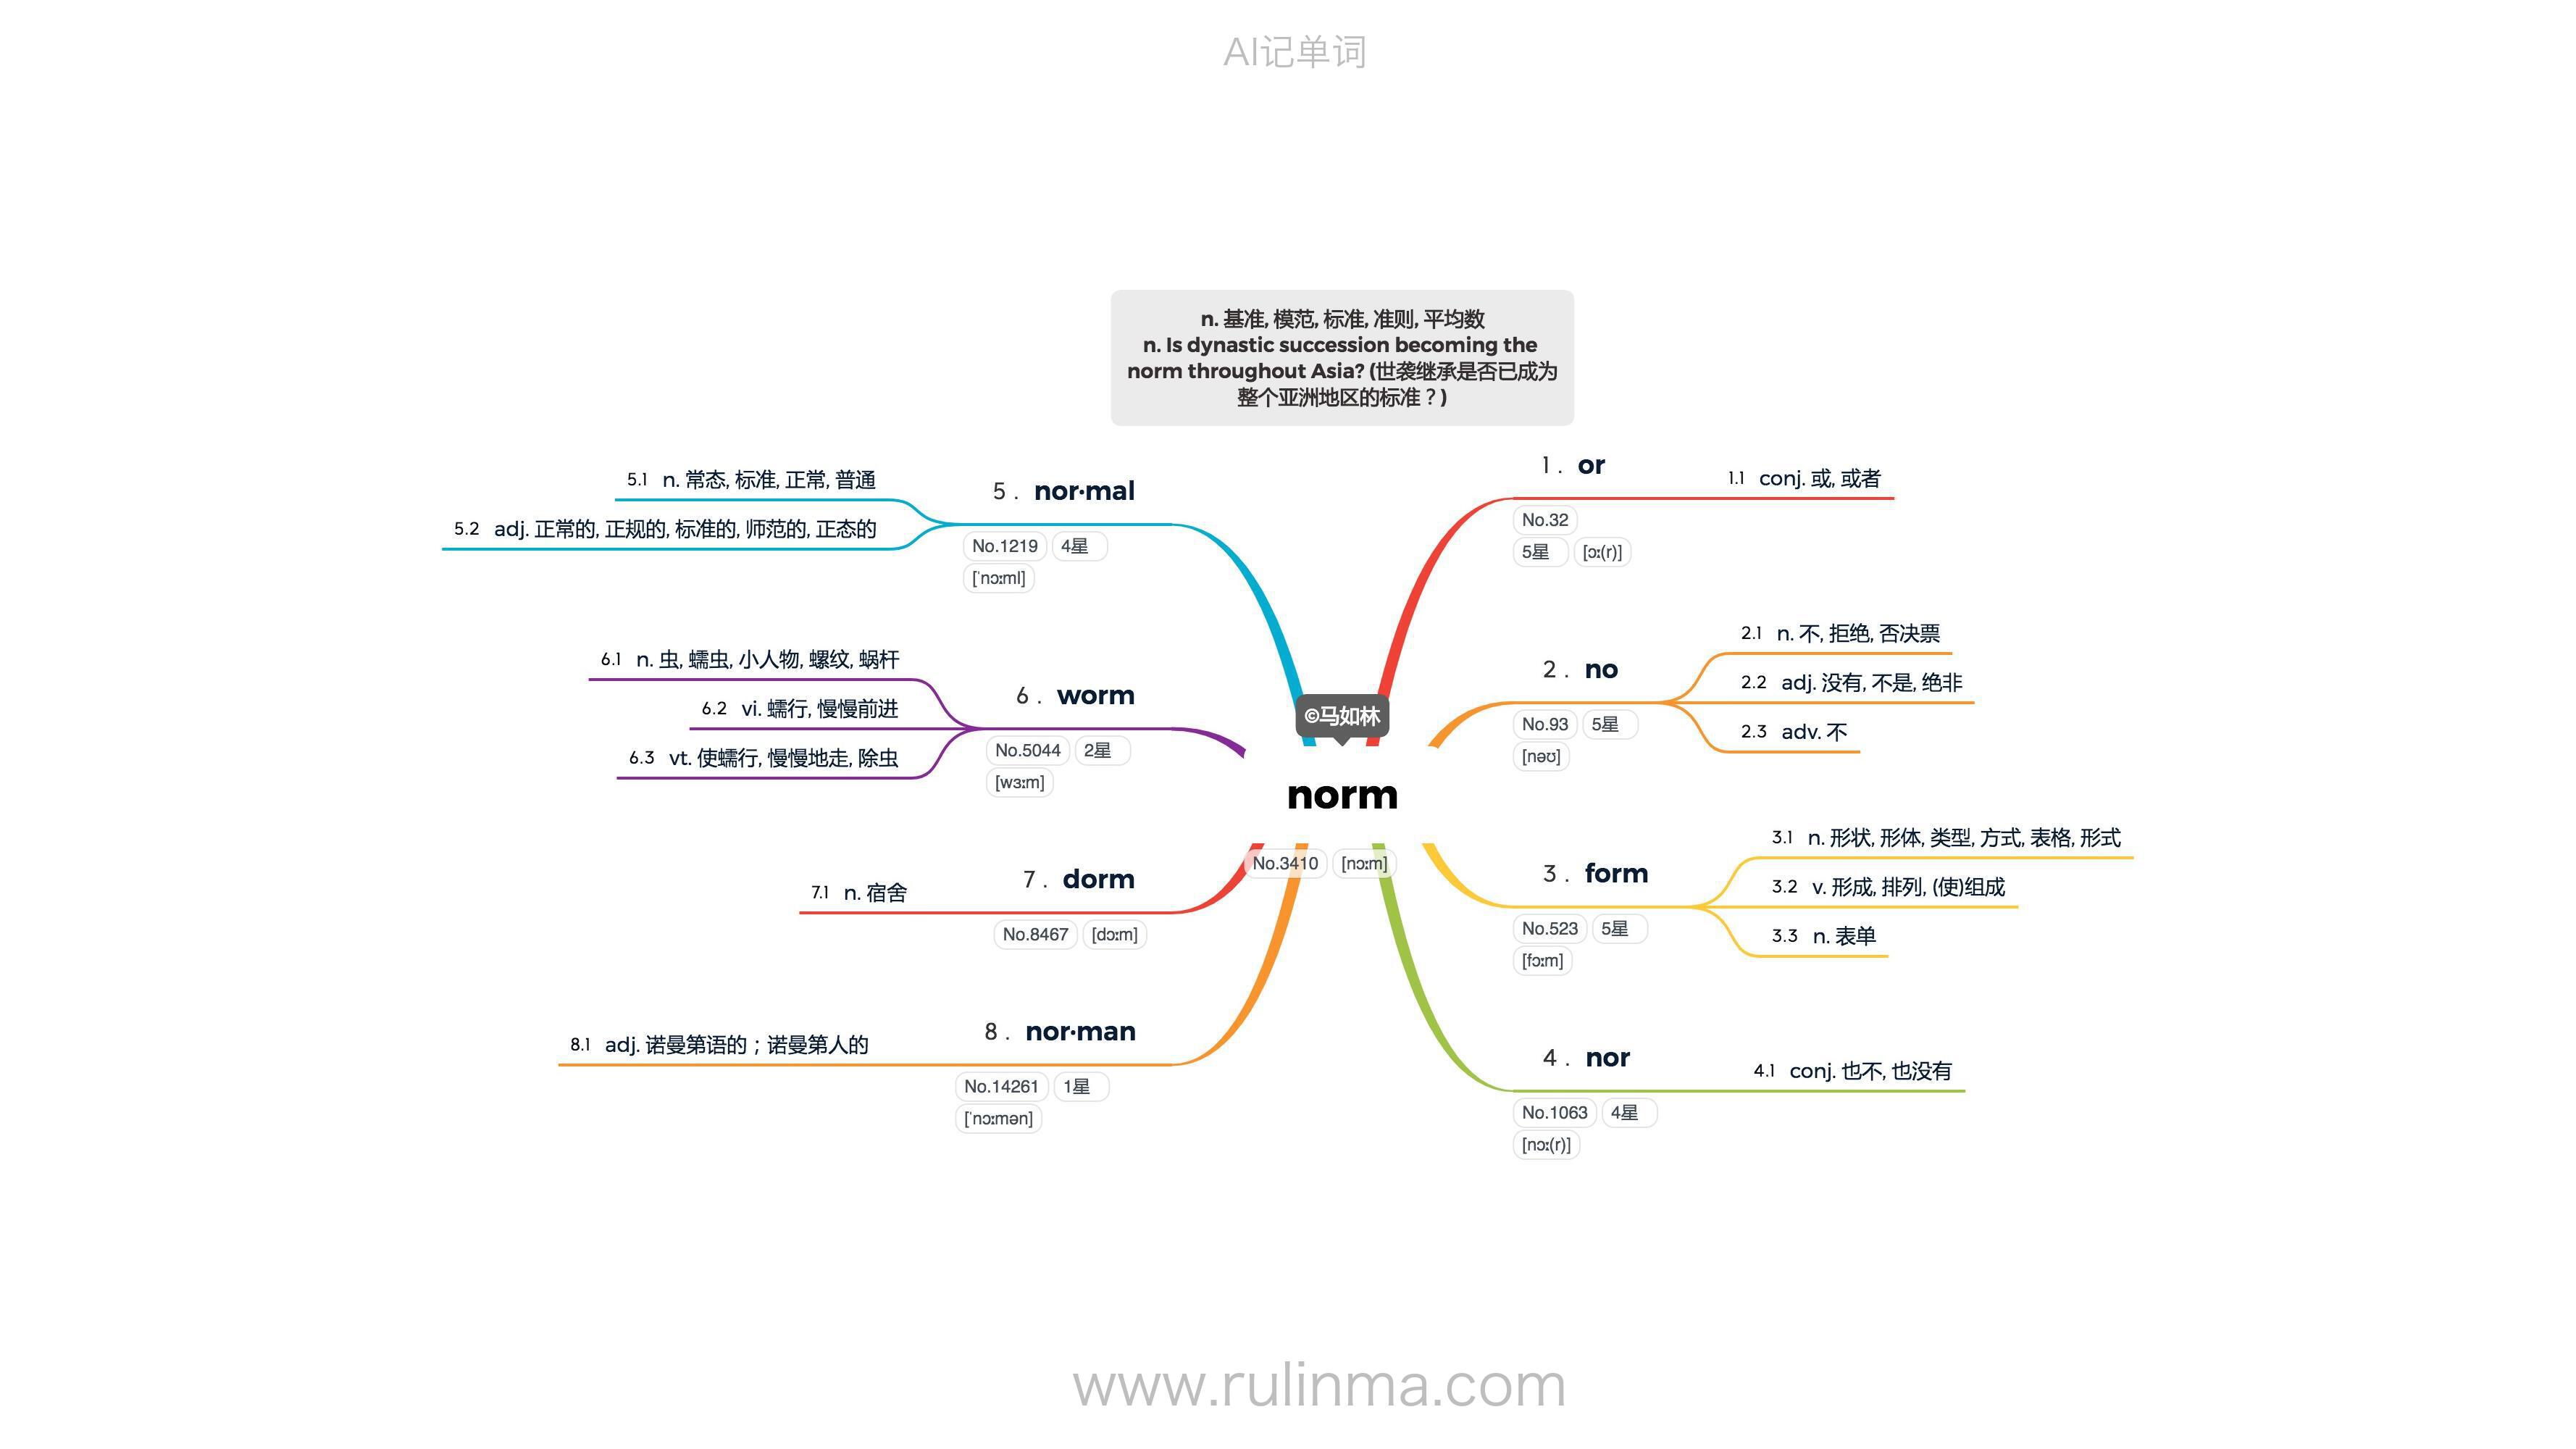 AI记单词
n. 基准, 模范, 标准, 准则, 平均数
n. Is dynastic succession becoming the
norm throughout Asia? (世袭继承是否已成为
整个亚洲地区的标准？)
©马如林
norm
No.3410 [nɔːm]
1 . or
No.32
5星 [ɔː(r)]
1.1 conj. 或, 或者
2 . no
No.93 5星
[nəʊ]
2.1 n. 不, 拒绝, 否决票
2.2 adj. 没有, 不是, 绝非
2.3 adv. 不
3 . form
No.523 5星
[fɔːm]
3.1 n. 形状, 形体, 类型, 方式, 表格, 形式
3.2 v. 形成, 排列, (使)组成
3.3 n. 表单
4 . nor
No.1063 4星
[nɔː(r)]
4.1 conj. 也不, 也没有
5 . nor·mal
No.1219 4星
[ˈnɔːml]
5.1 n. 常态, 标准, 正常, 普通
5.2 adj. 正常的, 正规的, 标准的, 师范的, 正态的
6 . worm
No.5044 2星
[wɜːm]
6.1 n. 虫, 蠕虫, 小人物, 螺纹, 蜗杆
6.2 vi. 蠕行, 慢慢前进
6.3 vt. 使蠕行, 慢慢地走, 除虫
7 . dorm
No.8467 [dɔːm]
7.1 n. 宿舍
8 . nor·man
No.14261 1星
[ˈnɔːmən]
8.1 adj. 诺曼第语的；诺曼第人的
www.rulinma.com